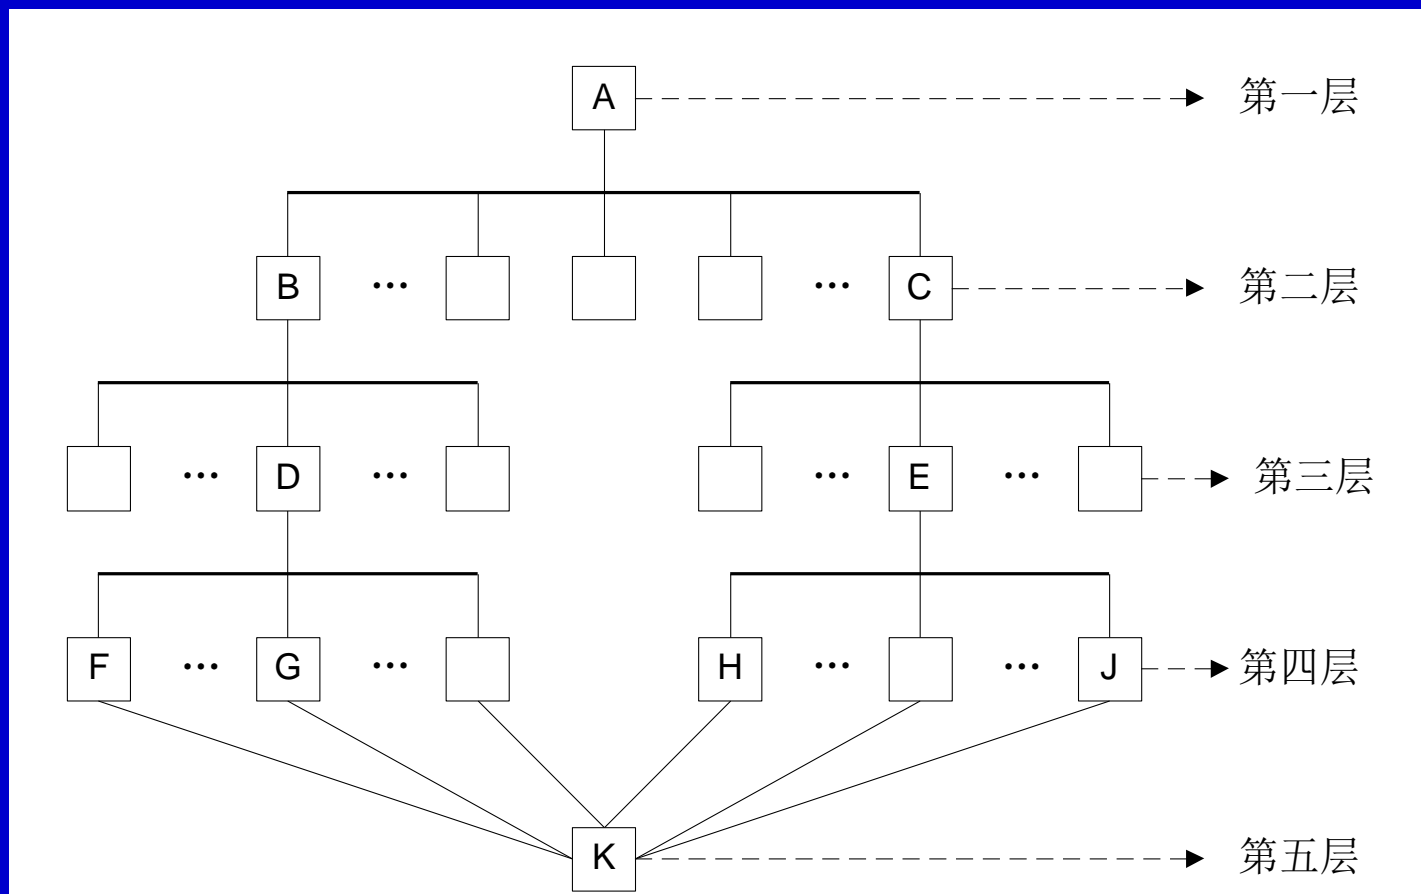 A 第一层
B … … C 第二层
… D … … E … 第三层
F … G … H … … J 第四层
K 第五层